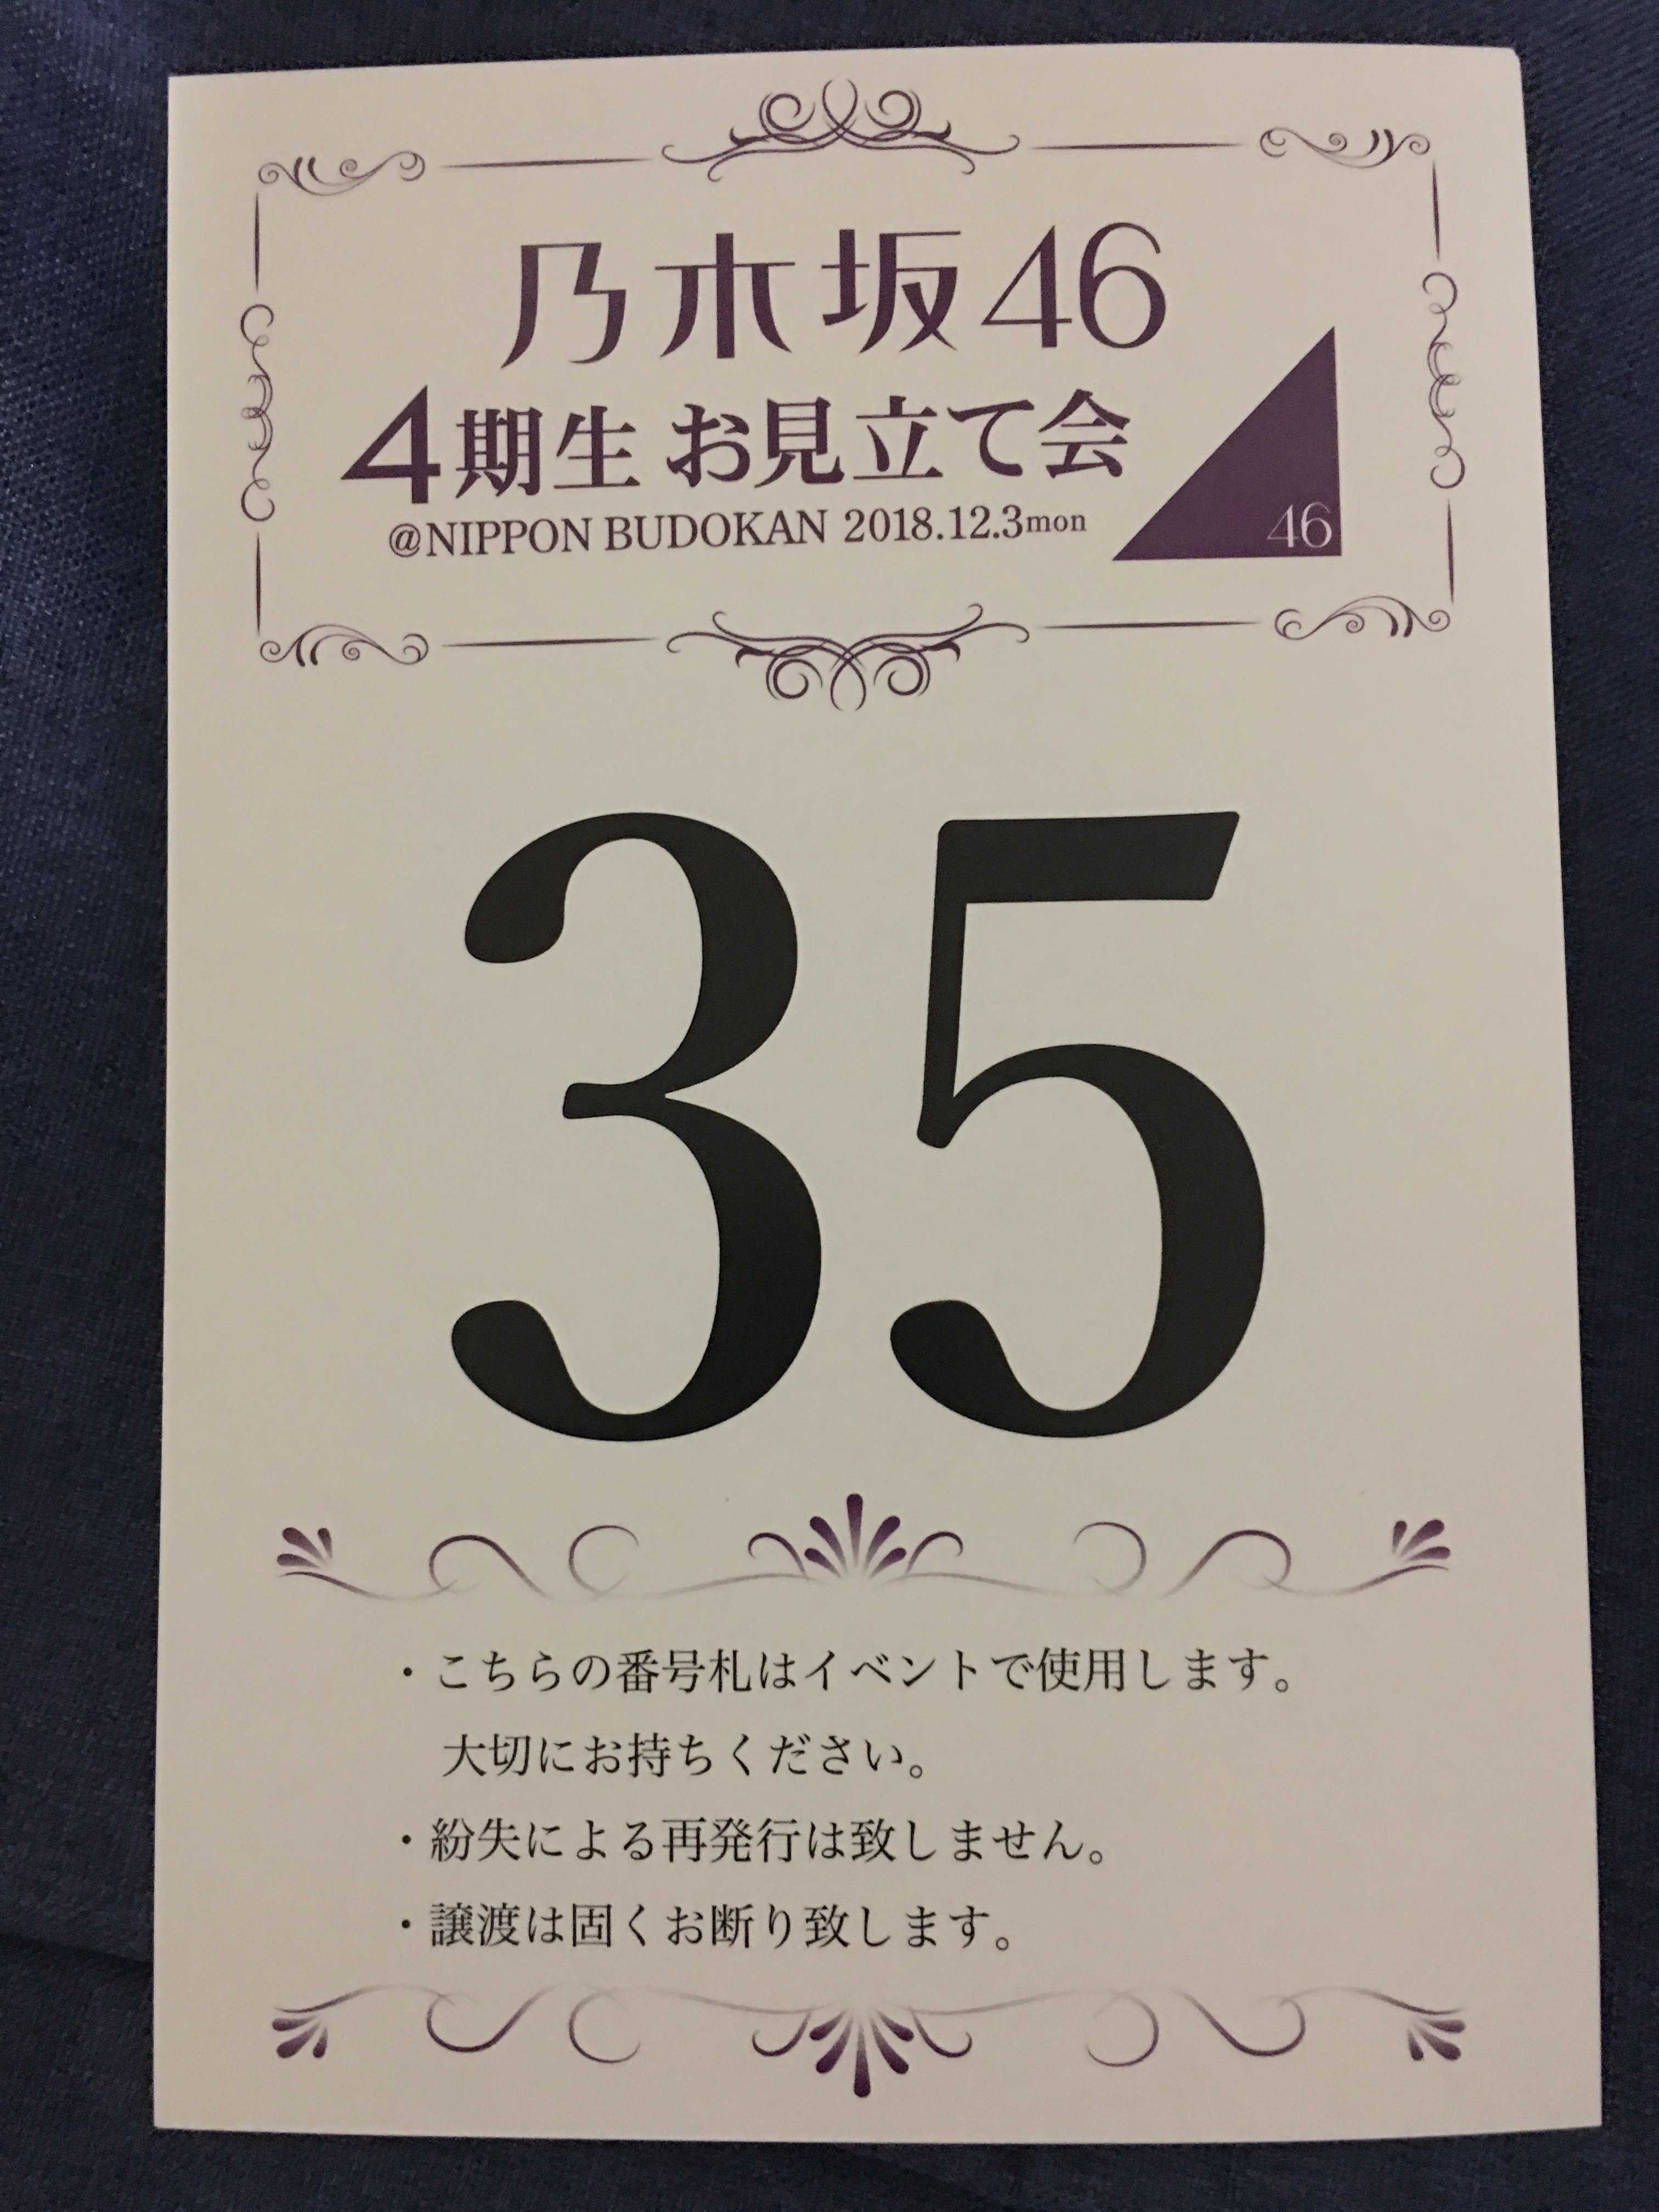 乃木坂46
4期生 お見立て会
@NIPPON BUDOKAN 2018.12.3mon
46
35
・こちらの番号札はイベントで使用します。
大切にお持ちください。
・紛失による再発行は致しません。
・譲渡は固くお断り致します。